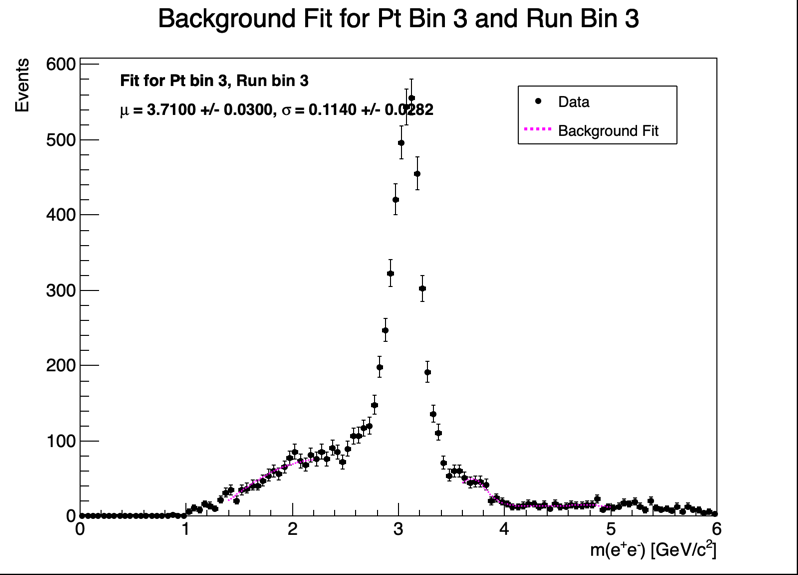 Background Fit for Pt Bin 3 and Run Bin 3
Events
600
500
400
300
200
100
0
Fit for Pt bin 3, Run bin 3
μ = 3.7100 +/- 0.0300, σ = 0.1140 +/- 0.0282
Data
Background Fit
0 1 2 3 4 5 6
m(e⁺e⁻) [GeV/c²]